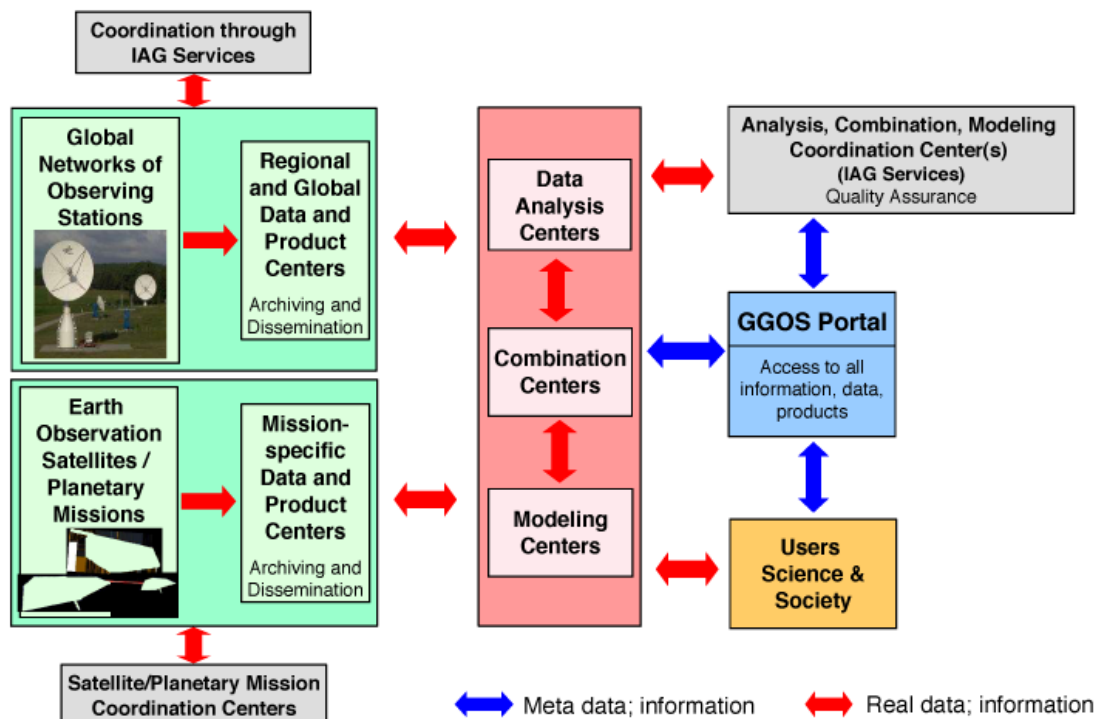 Coordination through
IAG Services
Global
Networks of
Observing
Stations
Regional
and Global
Data and
Product
Centers
Archiving and
Dissemination
Earth
Observation
Satellites /
Planetary
Missions
Mission-
specific
Data and
Product
Centers
Archiving and
Dissemination
Satellite/Planetary Mission
Coordination Centers
Data
Analysis
Centers
Combination
Centers
Modeling
Centers
Analysis, Combination, Modeling
Coordination Center(s)
(IAG Services)
Quality Assurance
GGOS Portal
Access to all
information, data,
products
Users
Science &
Society
Meta data; information
Real data; information